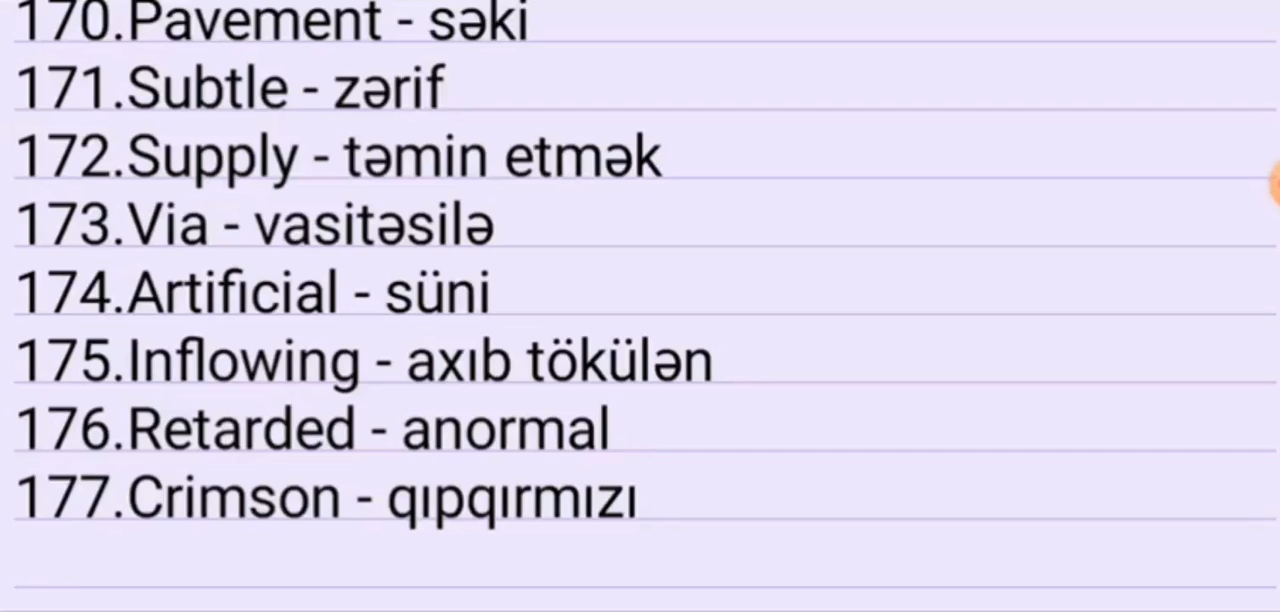 170.Pavement - səki
171.Subtle - zərif
172.Supply - təmin etmək
173.Via - vasitəsilə
174.Artificial - süni
175.Inflowing - axıb tökülən
176.Retarded - anormal
177.Crimson - qıpqırmızı